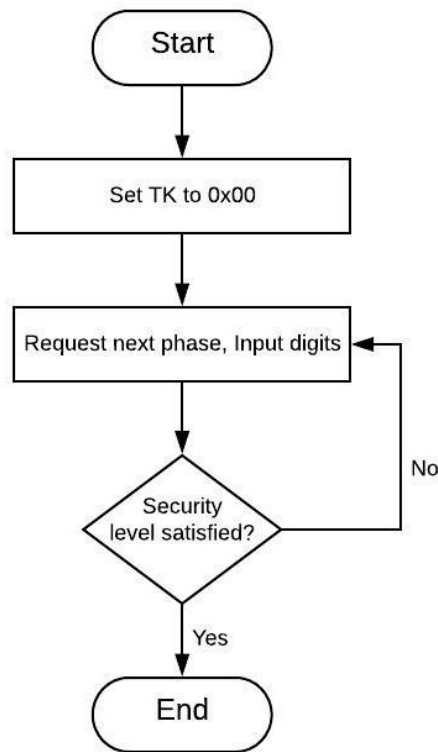 Start
Set TK to 0x00
Request next phase, Input digits
Security
level satisfied?
No
Yes
End